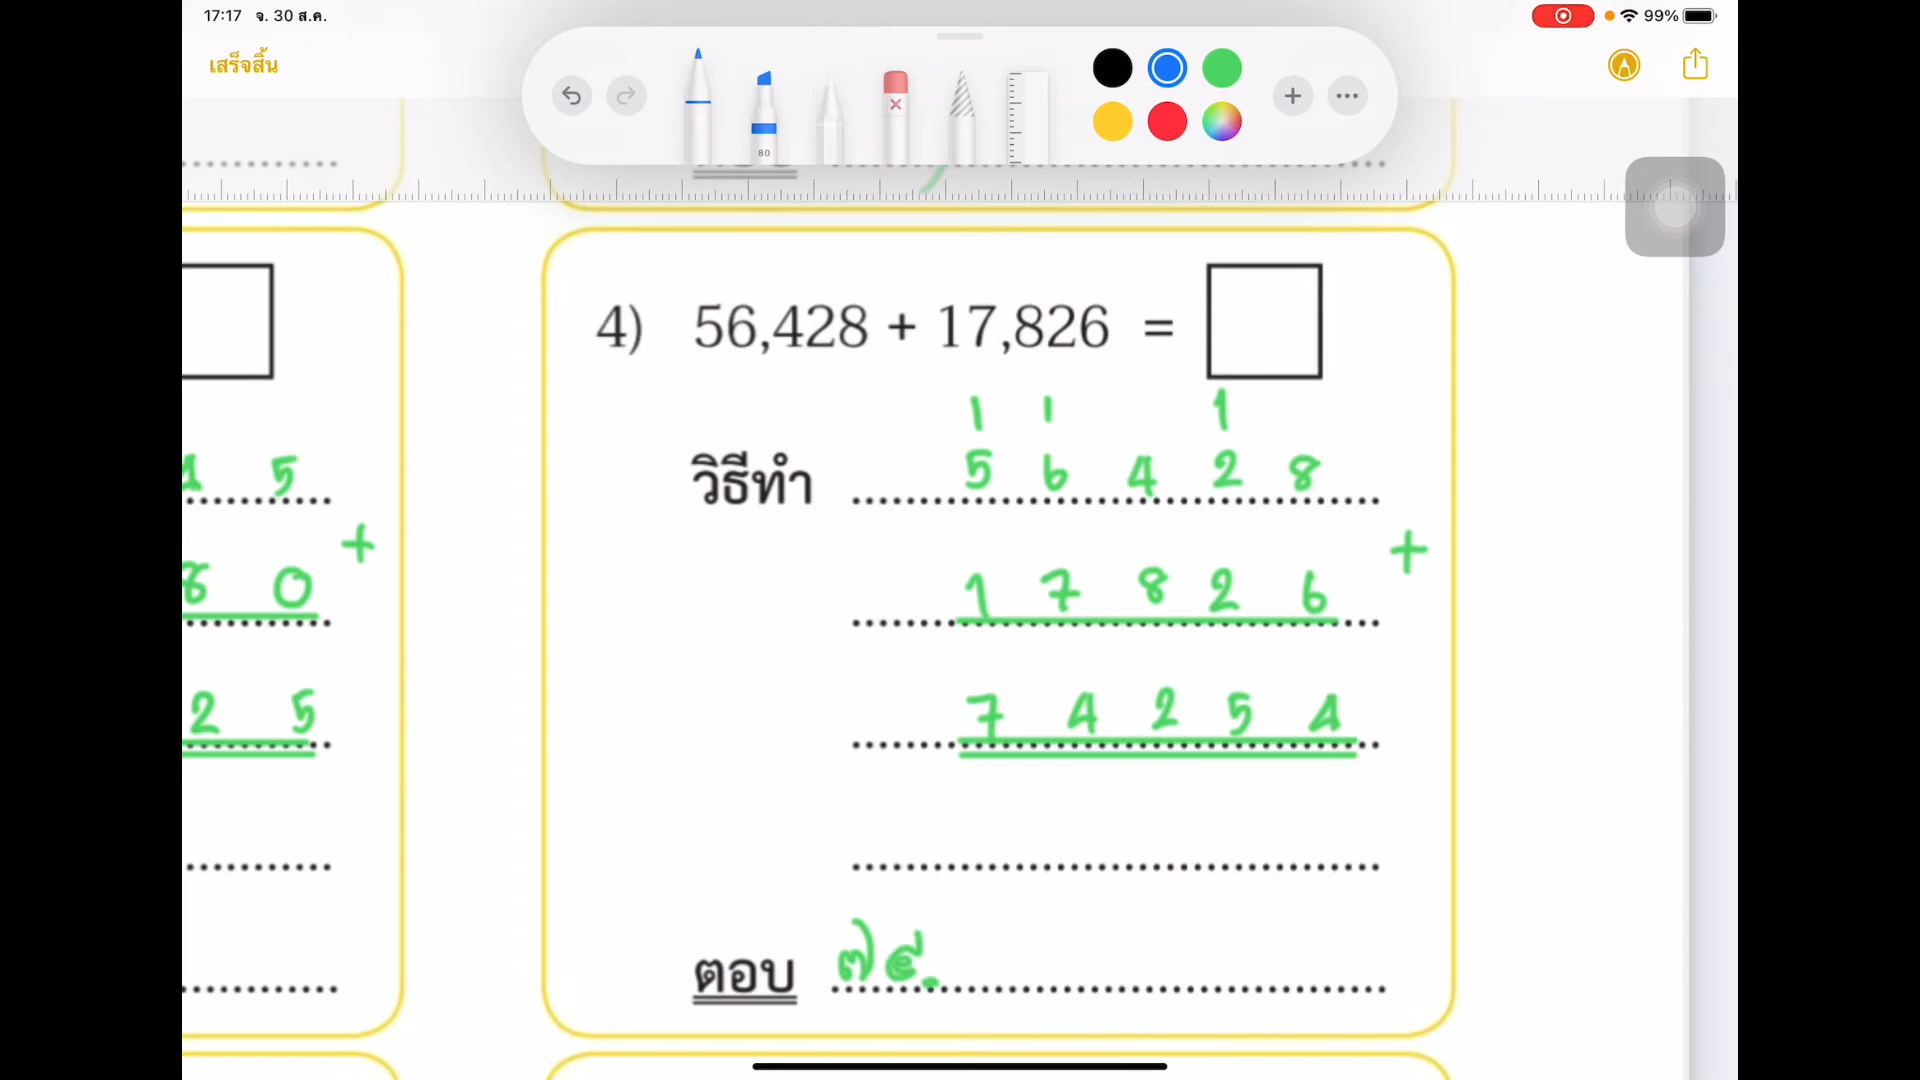 17:17 จ. 30 ส.ค. 99%
เสร็จสิ้น
80
4) 56,428 + 17,826 =
1 1 1
วิธีทำ 5 6 4 2 8
+
1 7 8 2 6
7 4 2 5 4
ตอบ ๗๔,
4 5
+
8 0
2 5